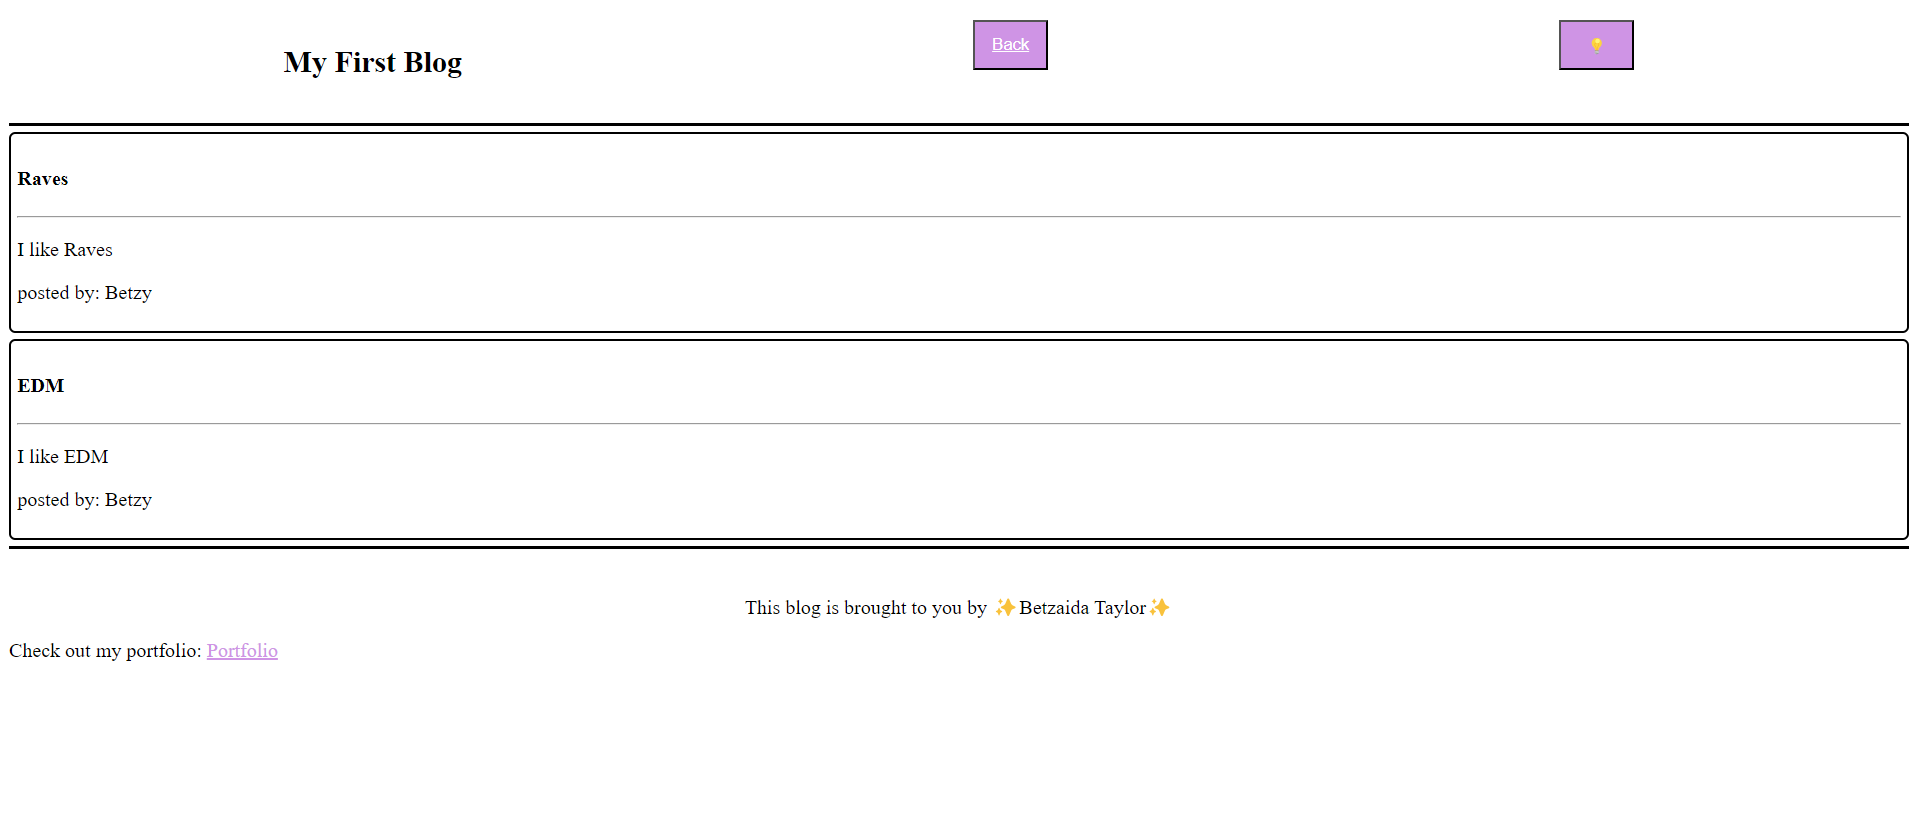 My First Blog
Back
💡
Raves
I like Raves
posted by: Betzy
EDM
I like EDM
posted by: Betzy
This blog is brought to you by ✨Betzaida Taylor✨
Check out my portfolio: Portfolio